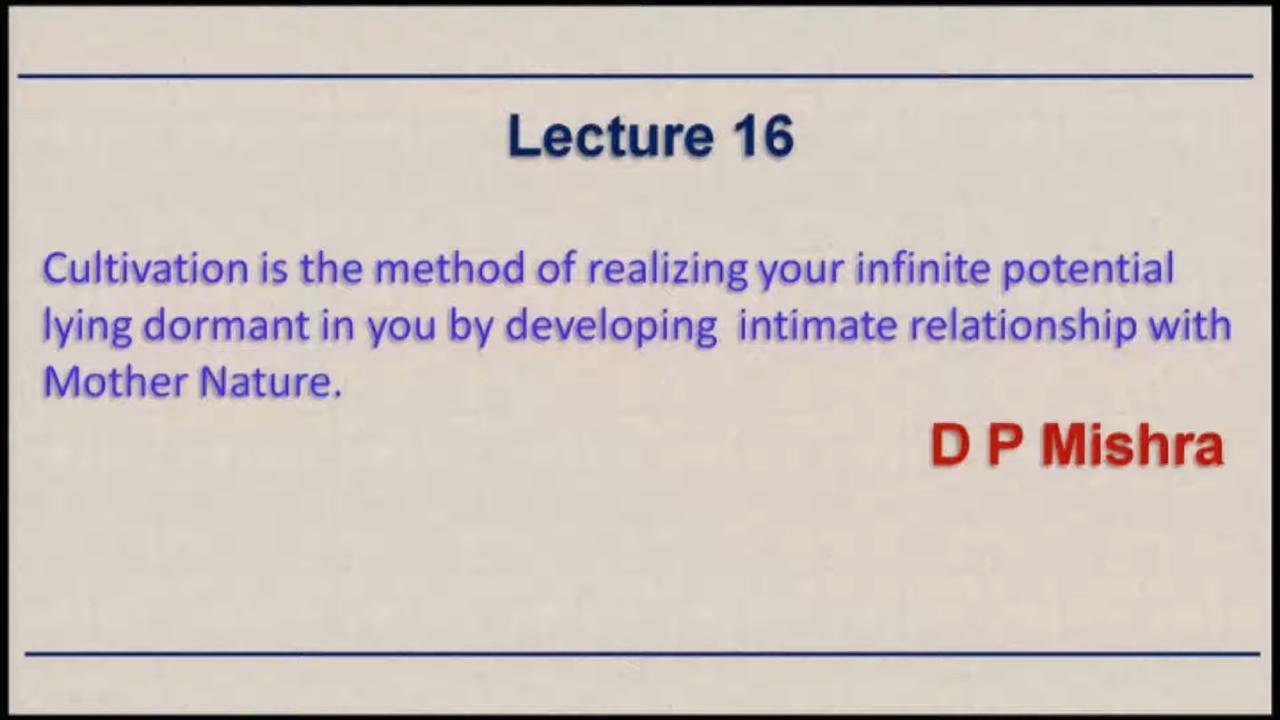 Lecture 16
Cultivation is the method of realizing your infinite potential
lying dormant in you by developing  intimate relationship with
Mother Nature.
D P Mishra